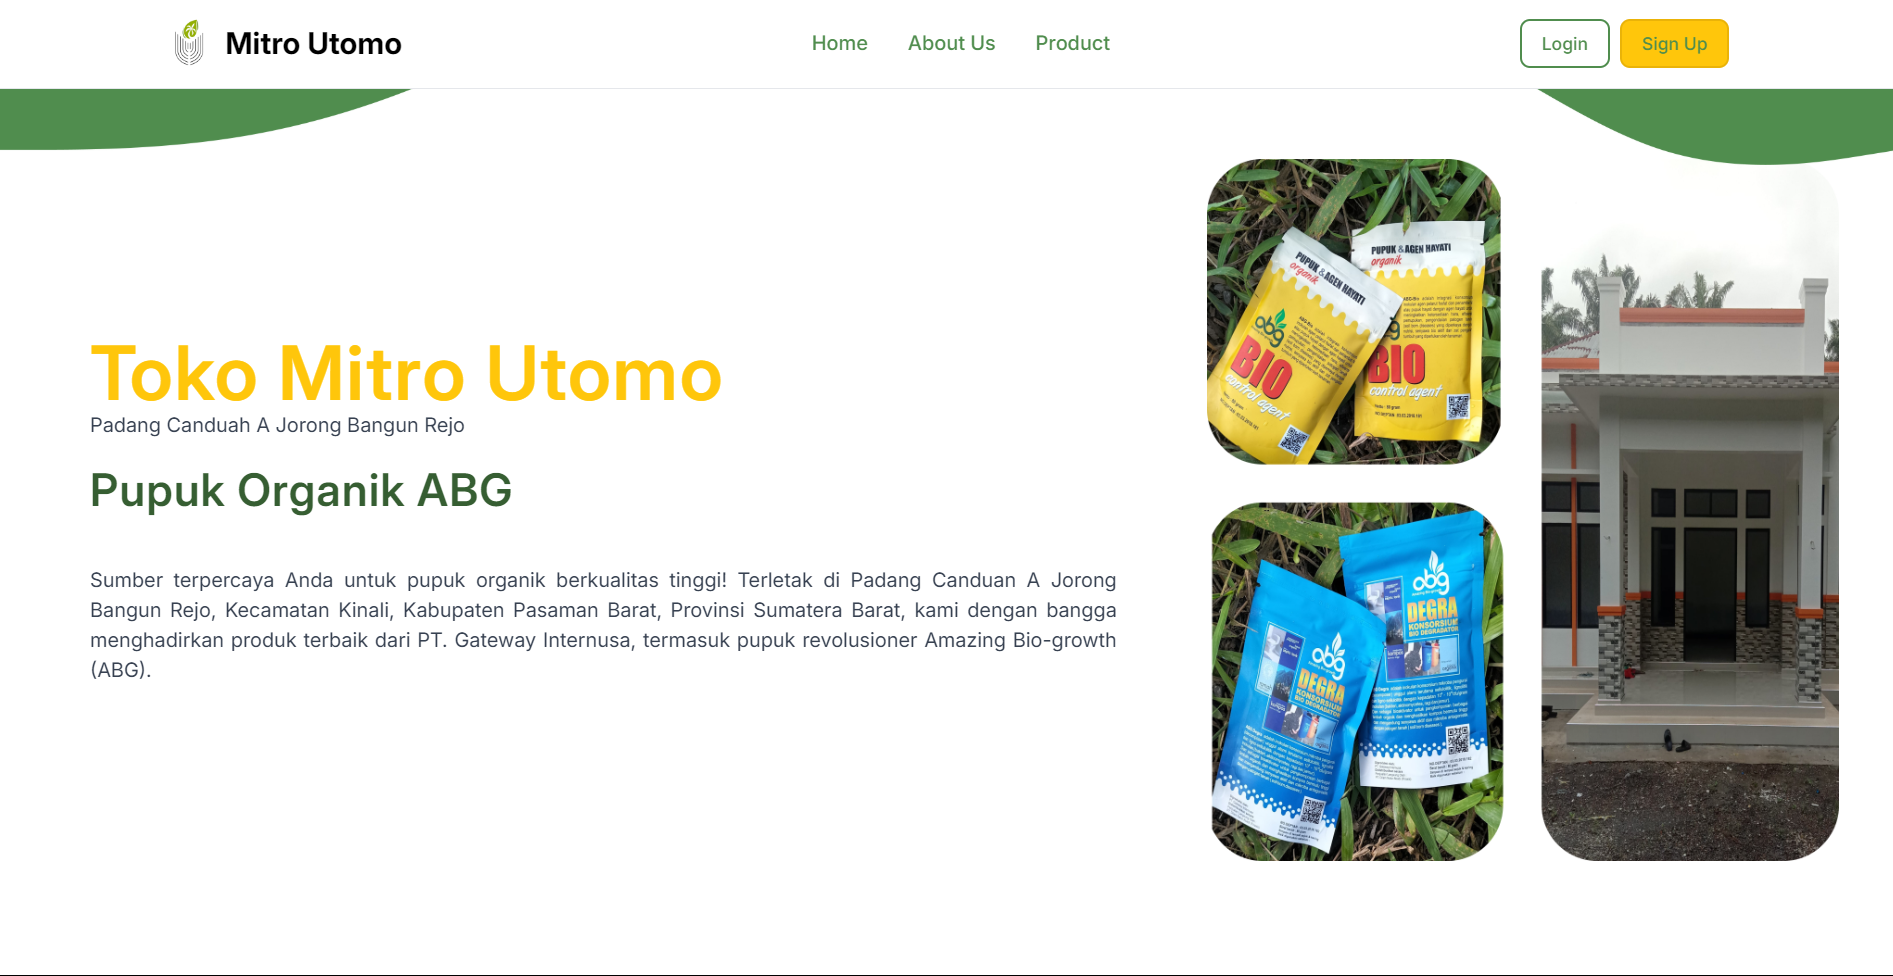 Mitro Utomo
Home
About Us
Product
Login
Sign Up
Toko Mitro Utomo
Padang Canduah A Jorong Bangun Rejo
Pupuk Organik ABG
Sumber terpercaya Anda untuk pupuk organik berkualitas tinggi! Terletak di Padang Canduan A Jorong
Bangun Rejo, Kecamatan Kinali, Kabupaten Pasaman Barat, Provinsi Sumatera Barat, kami dengan bangga
menghadirkan produk terbaik dari PT. Gateway Internusa, termasuk pupuk revolusioner Amazing Bio-growth
(ABG).
PUPUK & AGEN HAYATI
organik
abg
BIO
control agent
PUPUK & AGEN HAYATI
organik
BIO
control agent
abg
DEGRA
KONSORSIUM
BIO DEGRADATOR
abg
DEGRA
KONSORSIUM
BIO DEGRADATOR